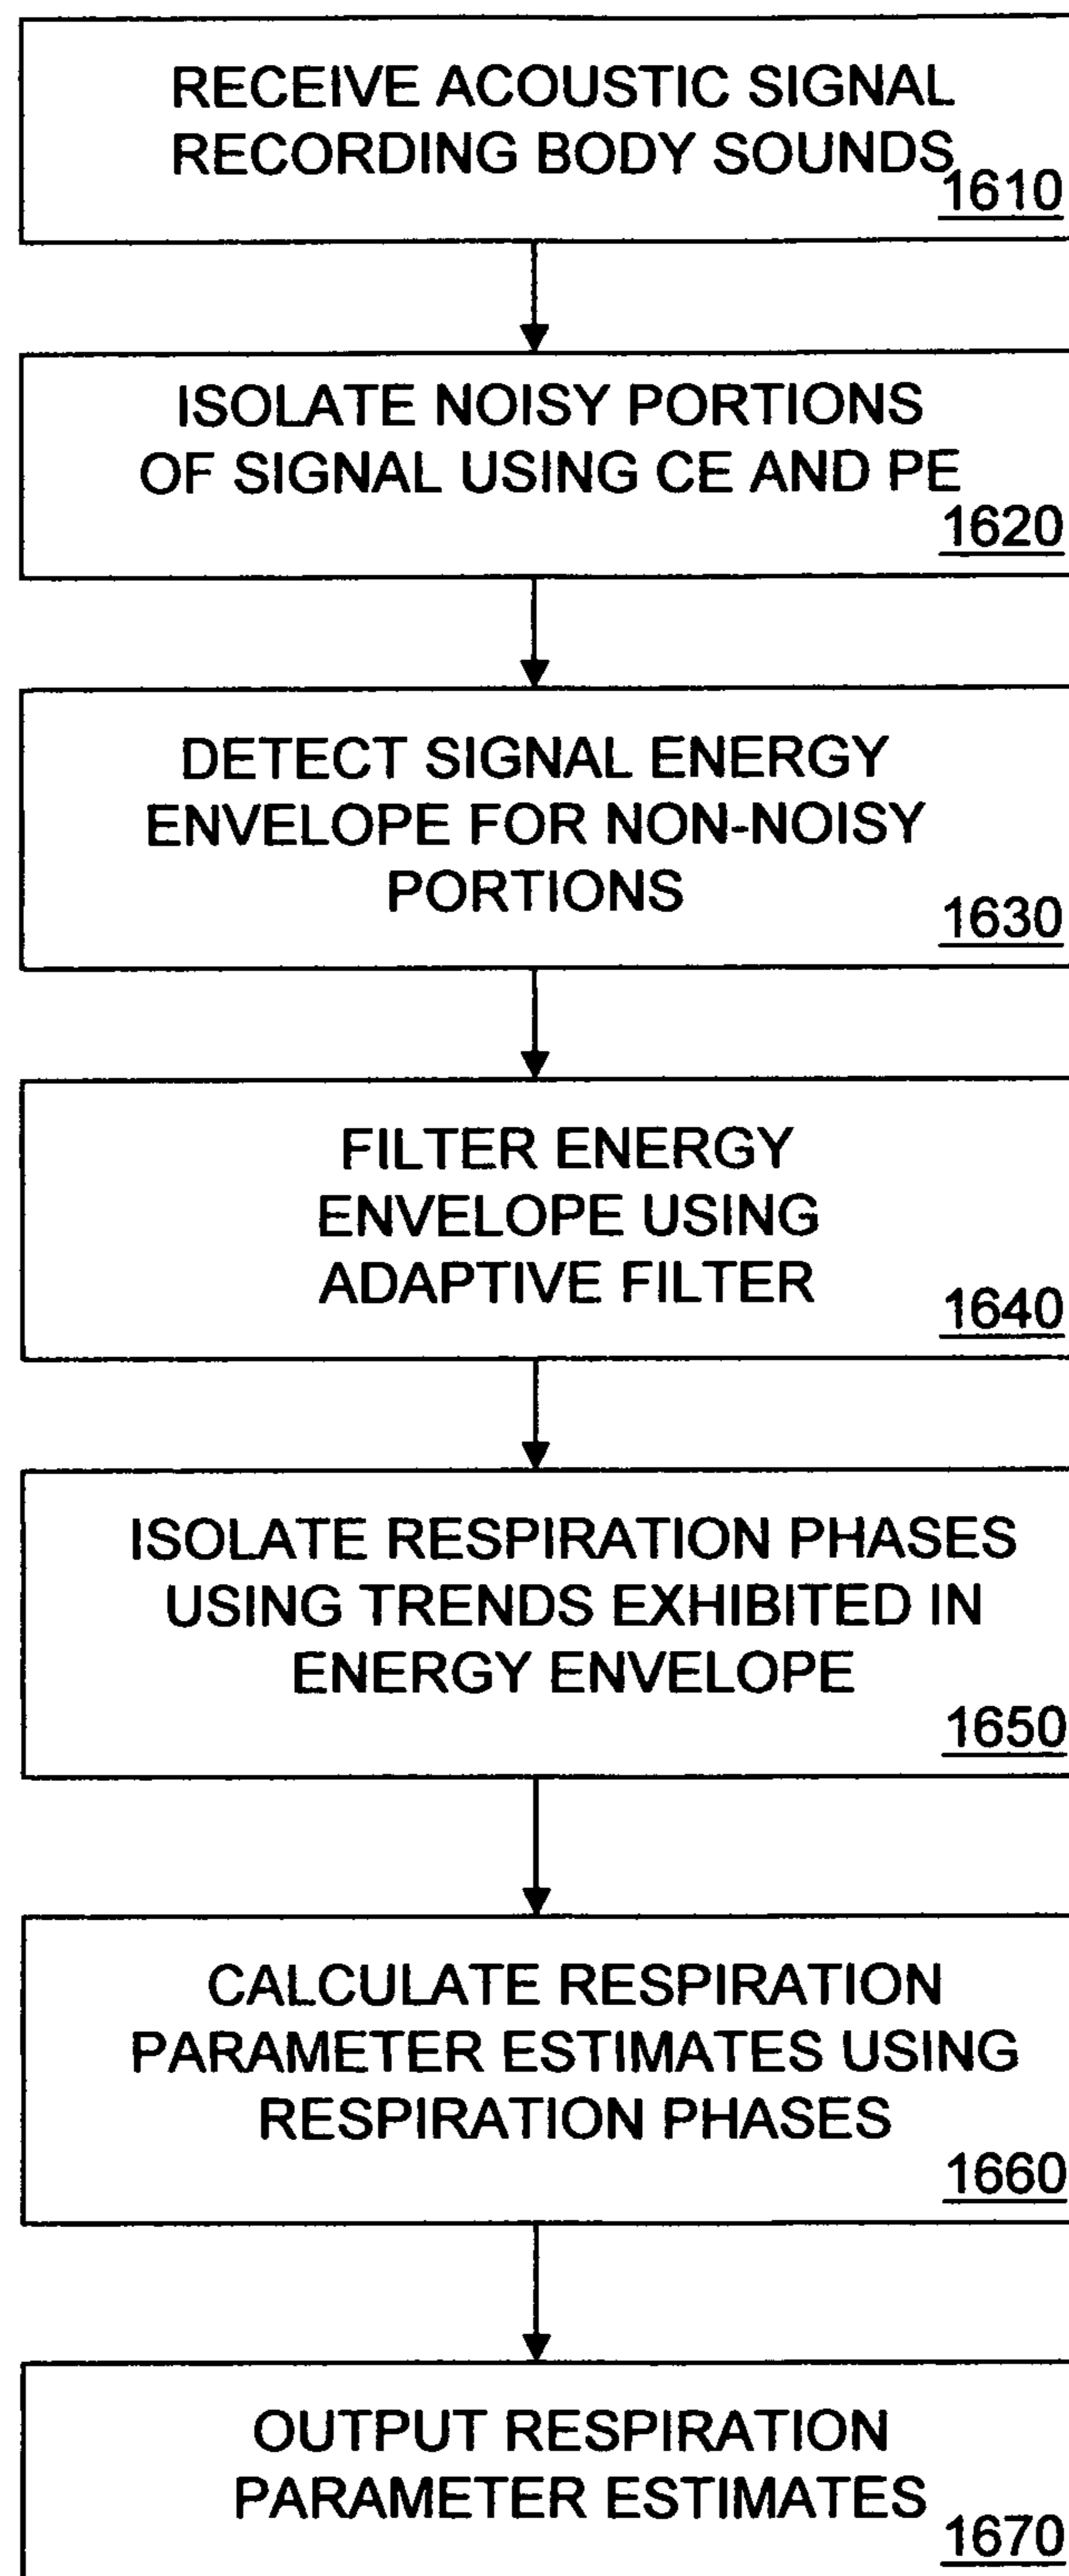 RECEIVE ACOUSTIC SIGNAL
RECORDING BODY SOUNDS
1610
ISOLATE NOISY PORTIONS
OF SIGNAL USING CE AND PE
1620
DETECT SIGNAL ENERGY
ENVELOPE FOR NON-NOISY
PORTIONS
1630
FILTER ENERGY
ENVELOPE USING
ADAPTIVE FILTER
1640
ISOLATE RESPIRATION PHASES
USING TRENDS EXHIBITED IN
ENERGY ENVELOPE
1650
CALCULATE RESPIRATION
PARAMETER ESTIMATES USING
RESPIRATION PHASES
1660
OUTPUT RESPIRATION
PARAMETER ESTIMATES
1670